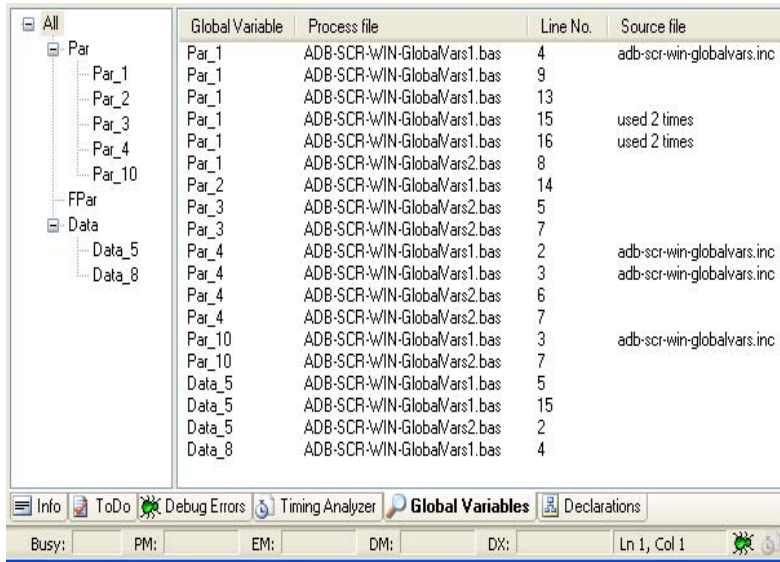 All
Par
Par_1
Par_2
Par_3
Par_4
Par_10
FPar
Data
Data_5
Data_8
Global Variable Process file Line No. Source file
Par_1 ADB-SCR-WIN-GlobalVars1.bas 4 adb-scr-win-globalvars.inc
Par_1 ADB-SCR-WIN-GlobalVars1.bas 9
Par_1 ADB-SCR-WIN-GlobalVars1.bas 13
Par_1 ADB-SCR-WIN-GlobalVars1.bas 15 used 2 times
Par_1 ADB-SCR-WIN-GlobalVars1.bas 16 used 2 times
Par_1 ADB-SCR-WIN-GlobalVars2.bas 8
Par_2 ADB-SCR-WIN-GlobalVars1.bas 14
Par_3 ADB-SCR-WIN-GlobalVars2.bas 5
Par_3 ADB-SCR-WIN-GlobalVars2.bas 7
Par_4 ADB-SCR-WIN-GlobalVars1.bas 2 adb-scr-win-globalvars.inc
Par_4 ADB-SCR-WIN-GlobalVars1.bas 3 adb-scr-win-globalvars.inc
Par_4 ADB-SCR-WIN-GlobalVars2.bas 6
Par_4 ADB-SCR-WIN-GlobalVars2.bas 7
Par_10 ADB-SCR-WIN-GlobalVars1.bas 3 adb-scr-win-globalvars.inc
Par_10 ADB-SCR-WIN-GlobalVars2.bas 7
Data_5 ADB-SCR-WIN-GlobalVars1.bas 5
Data_5 ADB-SCR-WIN-GlobalVars1.bas 15
Data_5 ADB-SCR-WIN-GlobalVars2.bas 2
Data_8 ADB-SCR-WIN-GlobalVars1.bas 4
Info ToDo Debug Errors Timing Analyzer Global Variables Declarations
Busy: PM: EM: DM: DX: Ln 1, Col 1